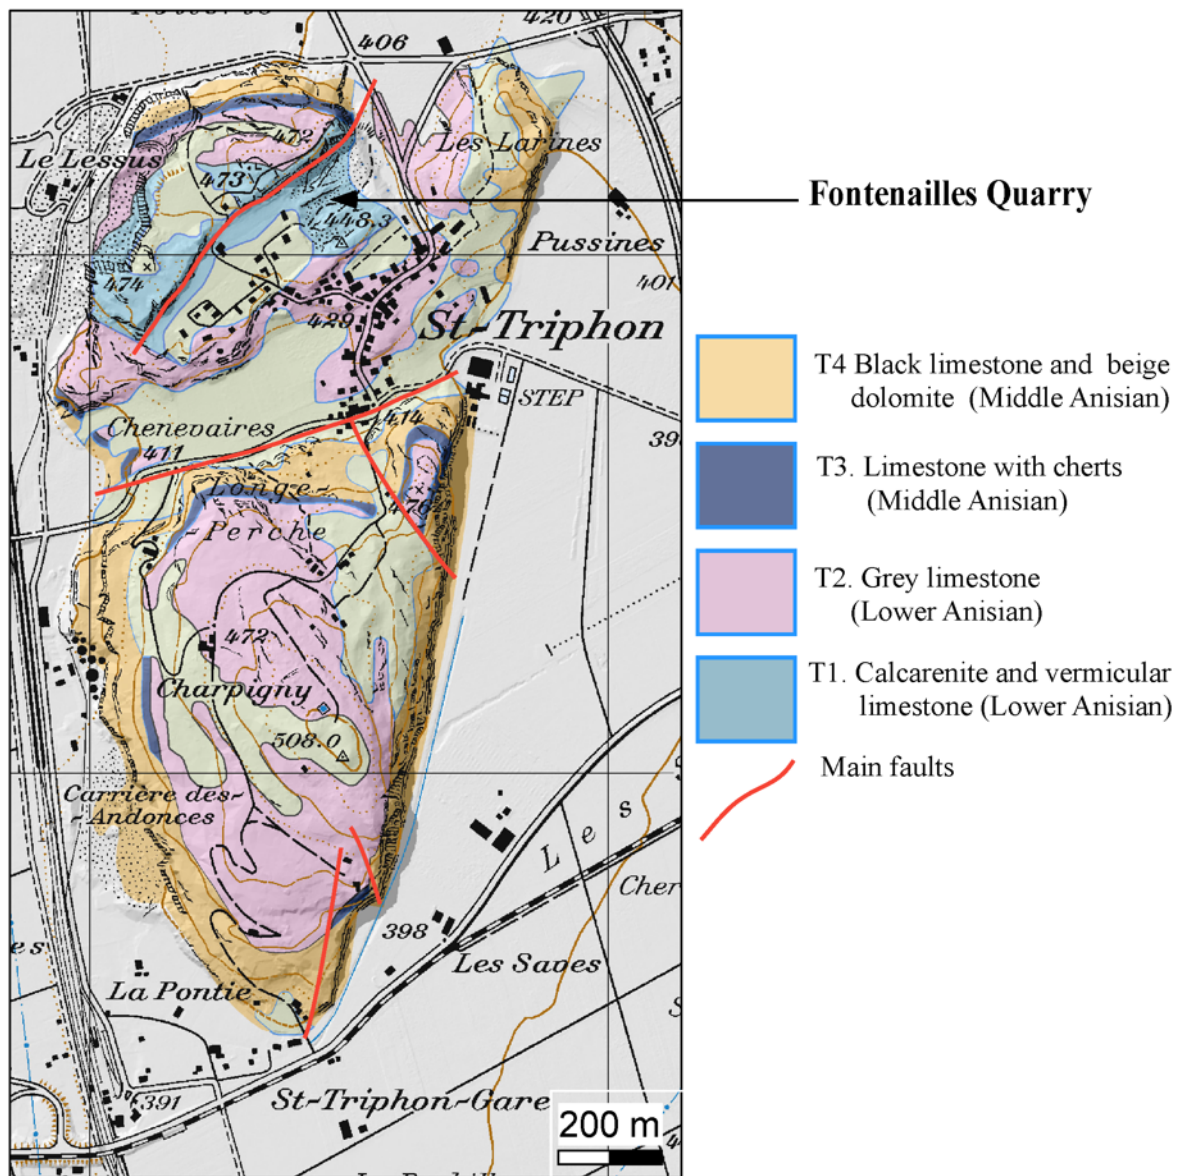 420
406
Les Larines
472
Le Lessus
473
Fontenailles Quarry
448.3
Pussines
474
401
429
St-Triphon
STEP
414
Chenevaires
411
39
Longe-
-Perche
476
472
Charpigny
508.0
Carrière des-
-Andonces
Les
Cher
398
es
Les Saves
La Pontie
391
St-Triphon-Gare
200 m
T4 Black limestone and beige
dolomite (Middle Anisian)
T3. Limestone with cherts
(Middle Anisian)
T2. Grey limestone
(Lower Anisian)
T1. Calcarenite and vermicular
limestone (Lower Anisian)
Main faults